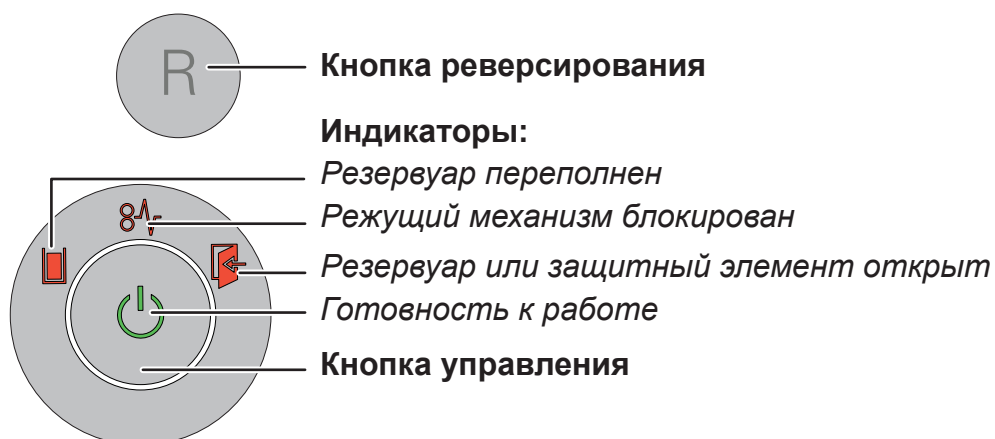 R
Кнопка реверсирования
Индикаторы:
Резервуар переполнен
Режущий механизм блокирован
Резервуар или защитный элемент открыт
Готовность к работе
Кнопка управления